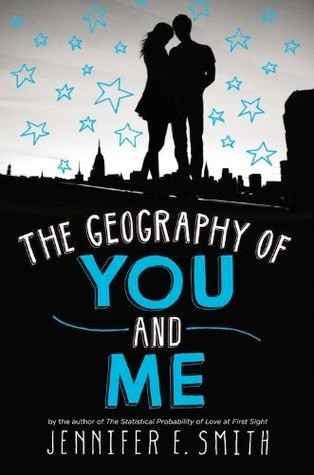 THE GEOGRAPHY OF
YOU
AND
ME
by the author of The Statistical Probability of Love at First Sight
JENNIFER E. SMITH